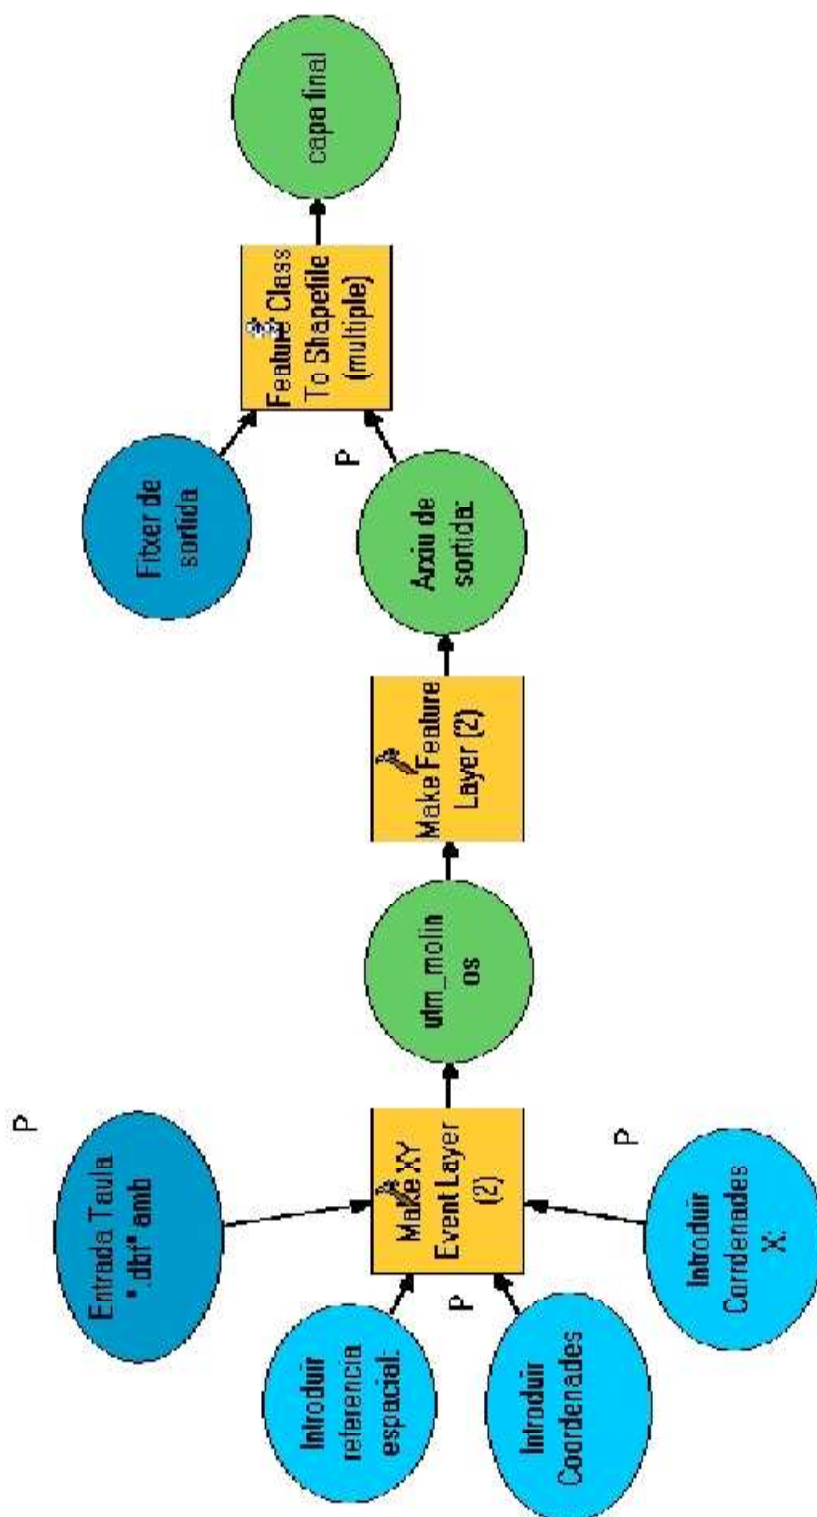 P
Entrada Taula
"*.dbf" amb
Introduir
referencia
espacial:
P
Introduir
Coordenades
P
Introduir
Corrdenades
X:
Make XY
Event Layer
(2)
utm_molin
os
Make Feature
Layer (2)
Arxiu de
sortida:
P
Fitxer de
sortida
Feature Class
To Shapefile
(multiple)
capa final